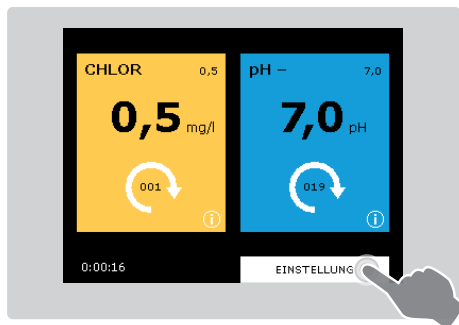 CHLOR 0,5
0,5 mg/l
001
i
pH – 7,0
7,0 pH
019
i
0:00:16
EINSTELLUNG